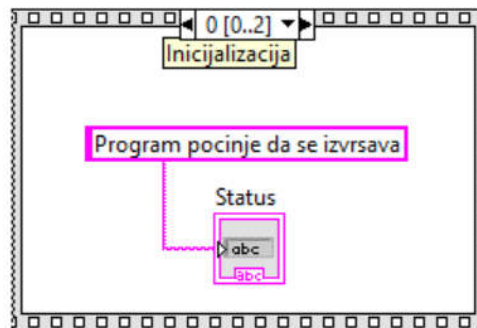 0 [0..2]
Inicijalizacija
Program pocinje da se izvrsava
Status
abc
abc